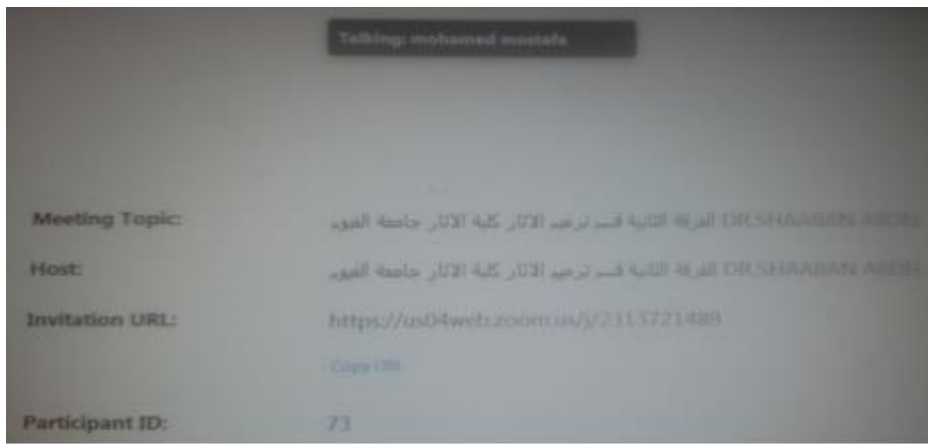 Talking: mohamed mostafa
Meeting Topic: DR.SHAABAN ABDEL الفرقة الثانية قسم ترميم الاثار كلية الاثار جامعة الفيوم
Host: DR.SHAABAN ABDEL الفرقة الثانية قسم ترميم الاثار كلية الاثار جامعة الفيوم
Invitation URL: https://us04web.zoom.us/j/2313721489
Copy URL
Participant ID: 73